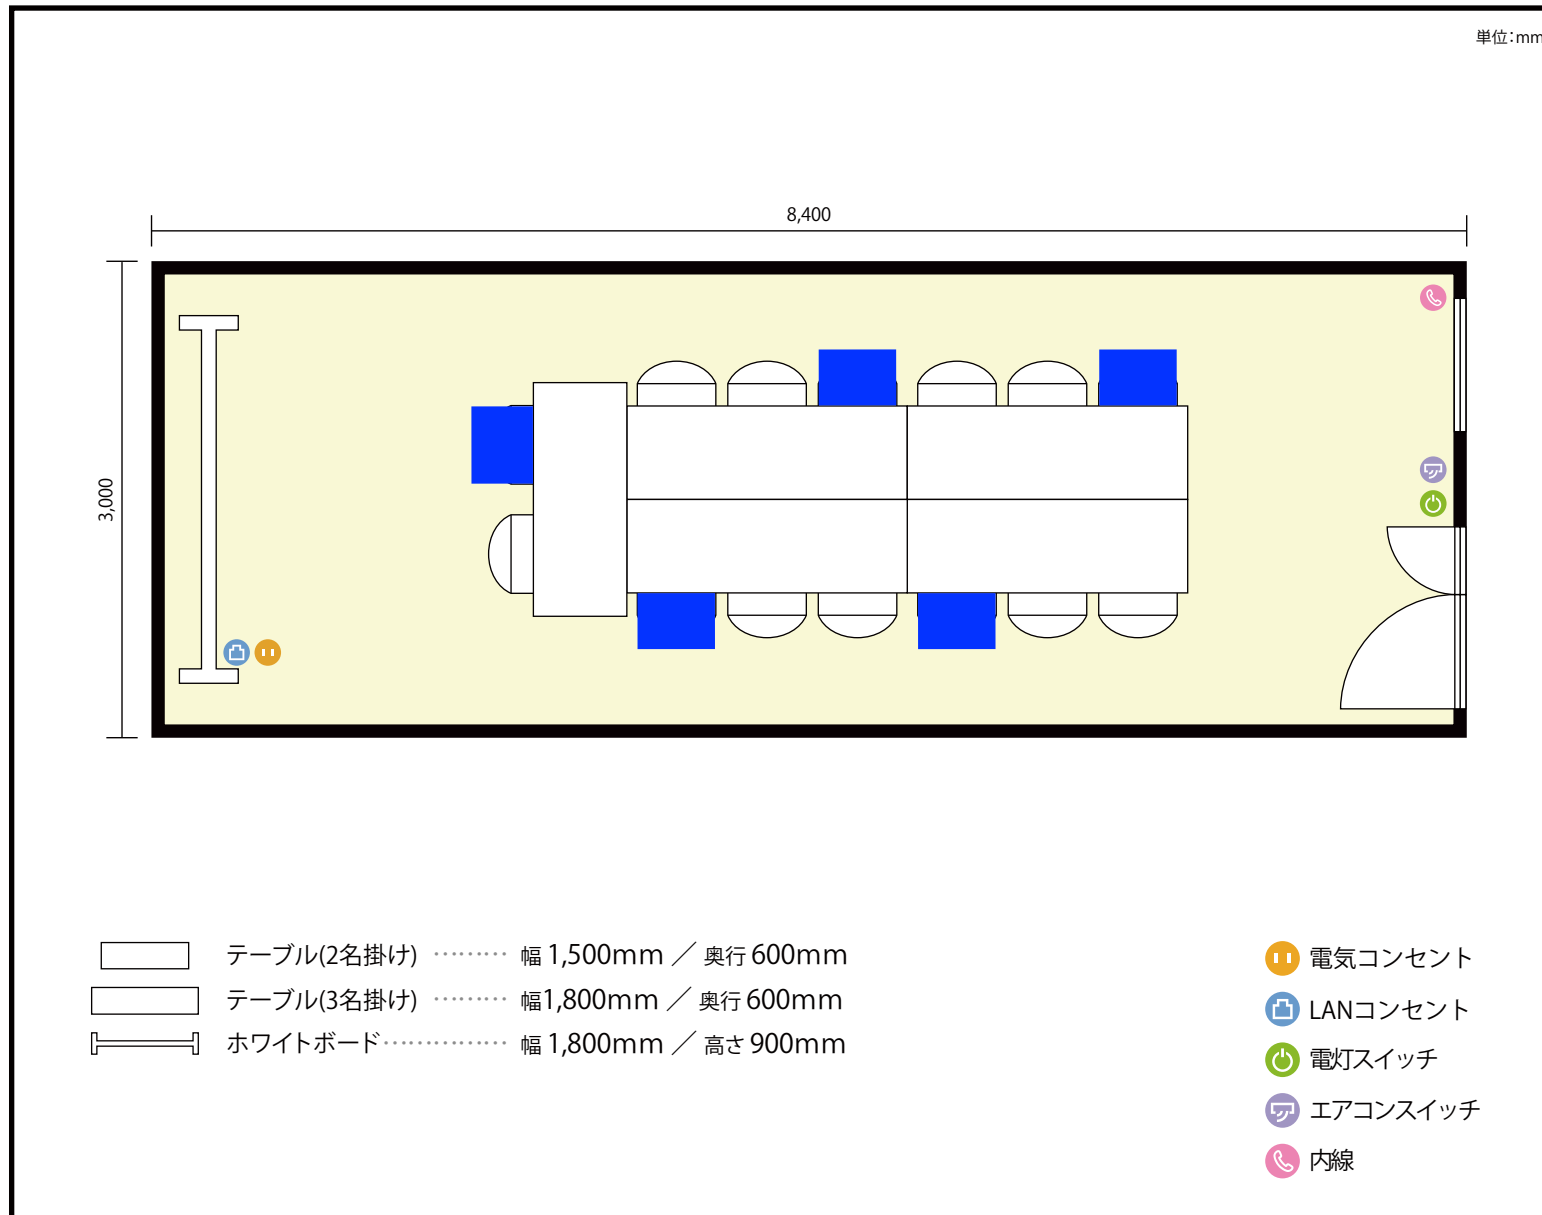 単位：mm
8,400
3,000
テーブル(2名掛け) ……… 幅 1,500mm ／ 奥行 600mm
テーブル(3名掛け) ……… 幅1,800mm ／ 奥行 600mm
ホワイトボード…………… 幅 1,800mm ／ 高さ 900mm
電気コンセント
LANコンセント
電灯スイッチ
エアコンスイッチ
内線